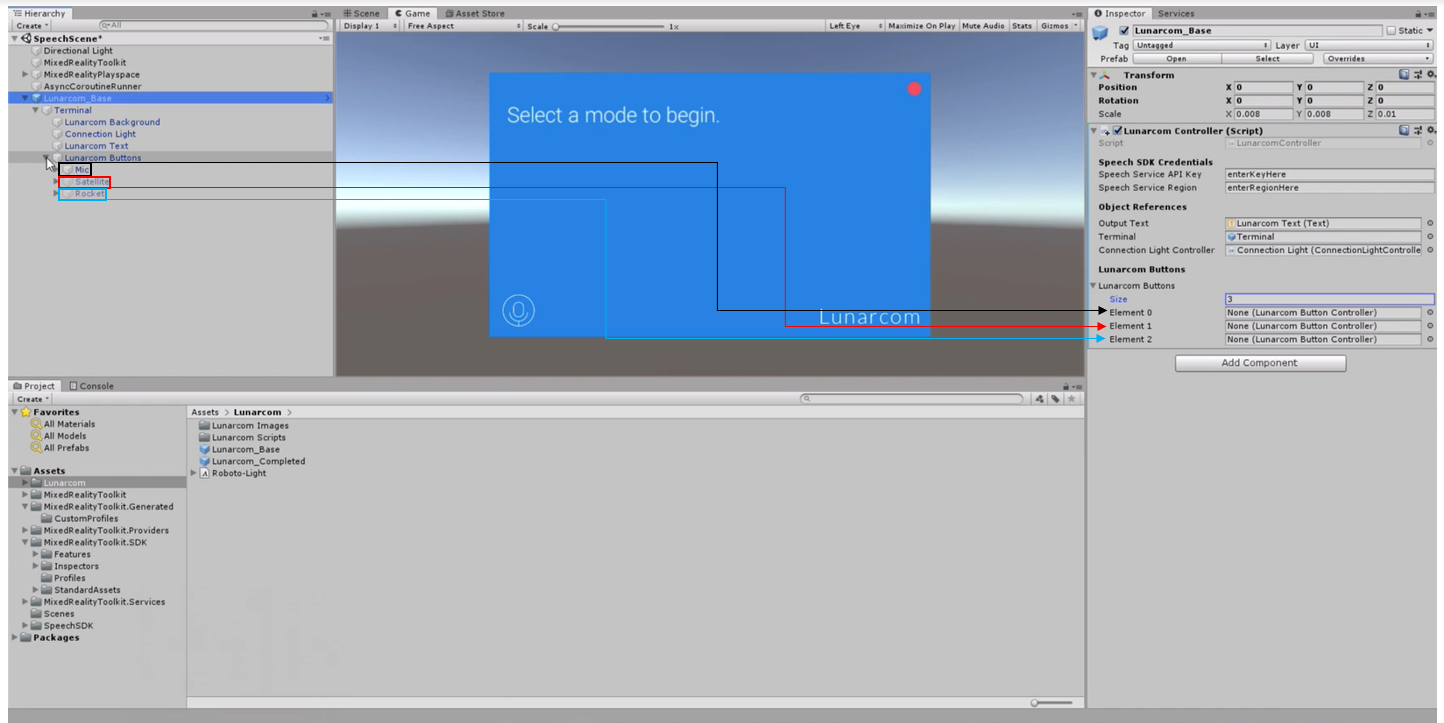 Hierarchy
Create
All
SpeechScene*
Directional Light
MixedRealityToolkit
MixedRealityPlayspace
AsyncCoroutineRunner
Lunarcom_Base
Terminal
Lunarcom Background
Connection Light
Lunarcom Text
Lunarcom Buttons
Mic
Satellite
Rocket
Scene
Game
Asset Store
Display 1
Free Aspect
Scale
1x
Left Eye
Maximize On Play
Mute Audio
Stats
Gizmos
Select a mode to begin.
Lunarcom
Inspector
Services
Lunarcom_Base
Static
Tag Untagged
Layer UI
Prefab
Open
Select
Overrides
Transform
Position X 0 Y 0 Z 0
Rotation X 0 Y 0 Z 0
Scale X 0.008 Y 0.008 Z 0.01
Lunarcom Controller (Script)
Script LunarcomController
Speech SDK Credentials
Speech Service API Key enterKeyHere
Speech Service Region enterRegionHere
Object References
Output Text Lunarcom Text (Text)
Terminal Terminal
Connection Light Controller Connection Light (ConnectionLightControlle
Lunarcom Buttons
Lunarcom Buttons
Size 3
Element 0 None (Lunarcom Button Controller)
Element 1 None (Lunarcom Button Controller)
Element 2 None (Lunarcom Button Controller)
Add Component
Project
Console
Create
Favorites
All Materials
All Models
All Prefabs
Assets
Lunarcom
MixedRealityToolkit
MixedRealityToolkit.Generated
CustomProfiles
MixedRealityToolkit.Providers
MixedRealityToolkit.SDK
Features
Inspectors
Profiles
StandardAssets
MixedRealityToolkit.Services
Scenes
SpeechSDK
Packages
Assets > Lunarcom >
Lunarcom Images
Lunarcom Scripts
Lunarcom_Base
Lunarcom_Completed
Roboto-Light